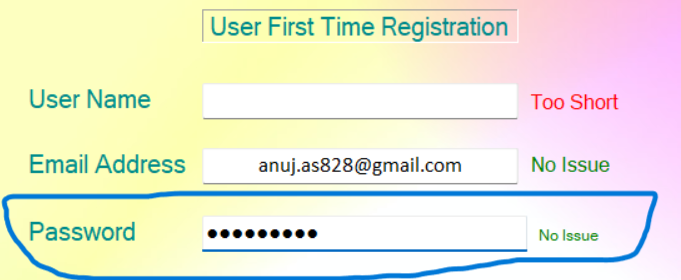 User First Time Registration
User Name Too Short
Email Address anuj.as828@gmail.com No Issue
Password ●●●●●●●●● No Issue